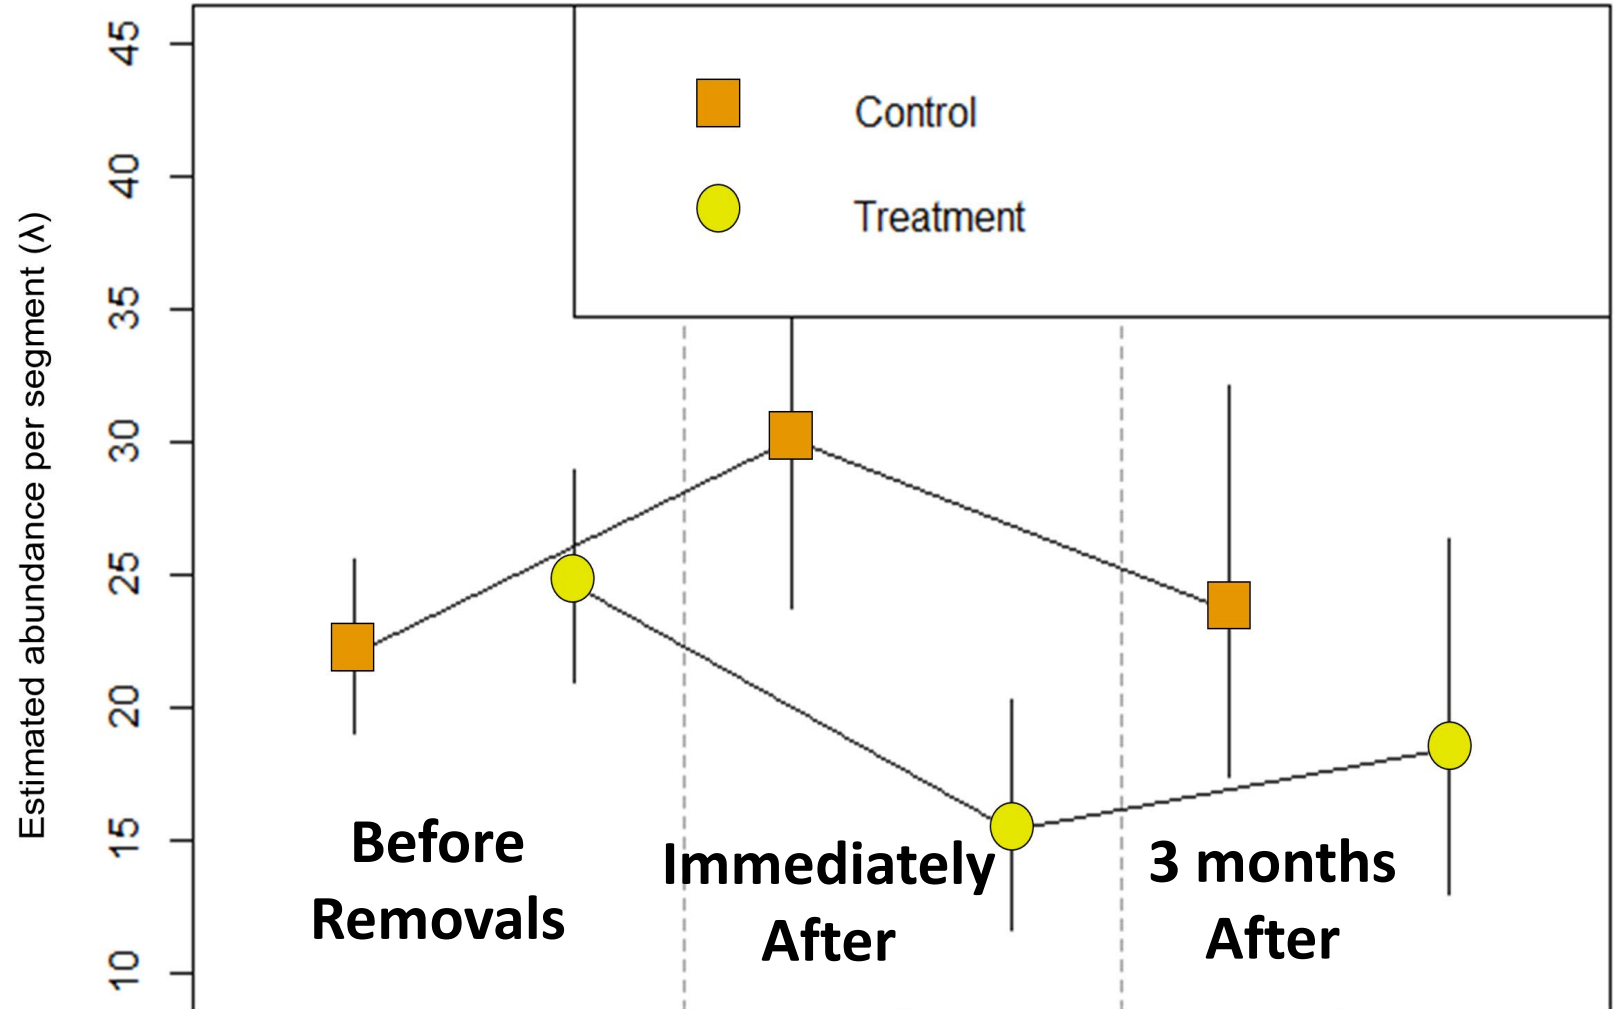 Estimated abundance per segment (λ)
45
40
35
30
25
20
15
10
Control
Treatment
Before
Removals
Immediately
After
3 months
After